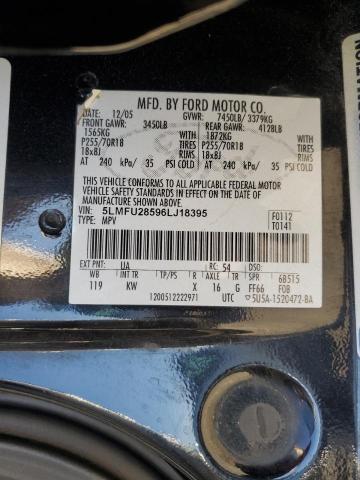 MFD. BY FORD MOTOR CO.
DATE: 12/05 GVWR: 7450LB/ 3379KG
FRONT GAWR: 3450LB REAR GAWR: 4128LB
1565KG 1872KG
P255/70R18 TIRES P255/70R18 TIRES
18x8J RIMS 18x8J RIMS
AT 240 kPa/ 35 PSI COLD AT 240 kPa/ 35 PSI COLD
THIS VEHICLE CONFORMS TO ALL APPLICABLE FEDERAL MOTOR
VEHICLE SAFETY STANDARDS IN EFFECT ON THE DATE OF
MANUFACTURE SHOWN ABOVE.
VIN: 5LMFU28596LJ18395 F0112
TYPE: MPV T0141
EXT PNT: UA RC: 54 DSO:
WB INT TR TP/PS R AXLE TR SPR 6B515
119 KW X 16 G FF66 F0B
1200512222971 UTC 5U5A-1520472-BA